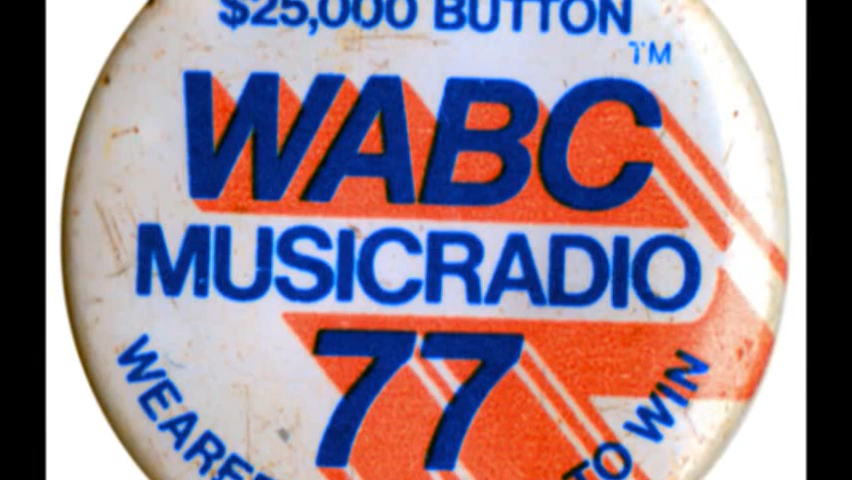 $25,000 BUTTON
TM
WABC
MUSICRADIO
77
TO WIN